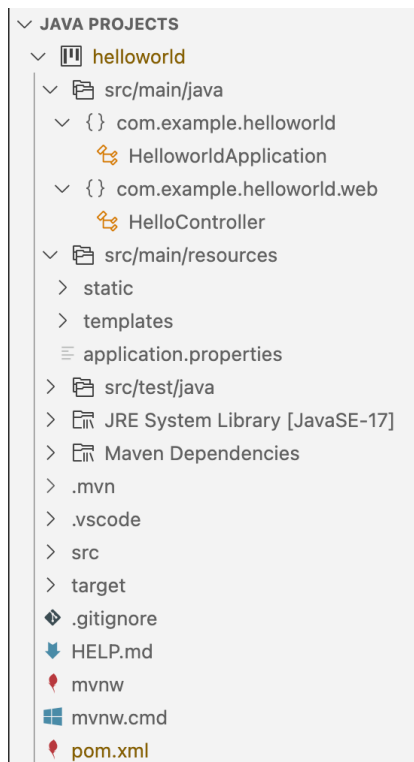 JAVA PROJECTS
helloworld
src/main/java
{} com.example.helloworld
HelloworldApplication
{} com.example.helloworld.web
HelloController
src/main/resources
static
templates
application.properties
src/test/java
JRE System Library [JavaSE-17]
Maven Dependencies
.mvn
.vscode
src
target
.gitignore
HELP.md
mvnw
mvnw.cmd
pom.xml